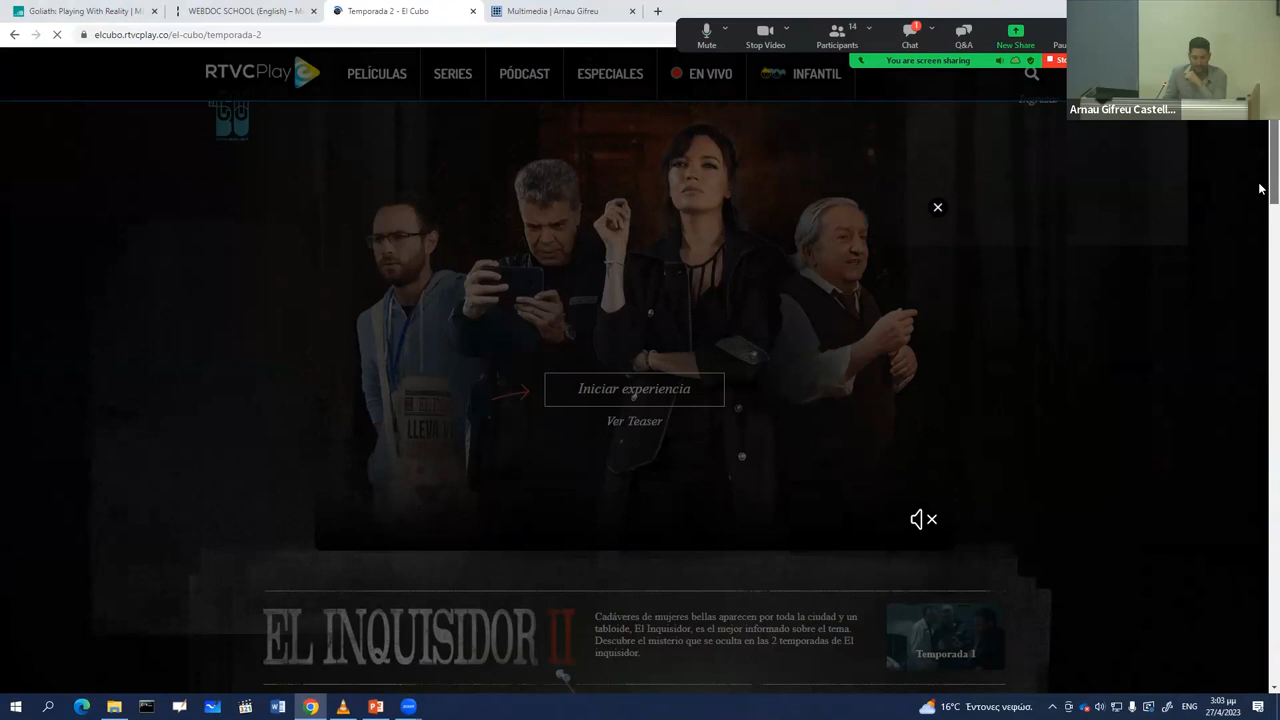 Goliath: Playing With Reality | M
WEBDOC SCHOOL (English) – M
Temporada 2 - El Cubo
Multimedia | Arnau Gifreu
elcubo.rtvcplay.co/el-cubo/temporada-2
Mute
Stop Video
14
Participants
1
Chat
Q&A
New Share
Pau
You are screen sharing
Sto
RTVCPlay
PELÍCULAS
SERIES
PÓDCAST
ESPECIALES
EN VIVO
INFANTIL
Ingresar
Arnau Gifreu Castell...
Iniciar experiencia
Ver Teaser
LLEVA
EL INQUISIDOR II
Cadáveres de mujeres bellas aparecen por toda la ciudad y un
tabloide, El Inquisidor, es el mejor informado sobre el tema.
Descubre el misterio que se oculta en las 2 temporadas de El
inquisidor.
Temporada 1
16°C Έντονες νεφώσ.
3:03 μμ
27/4/2023